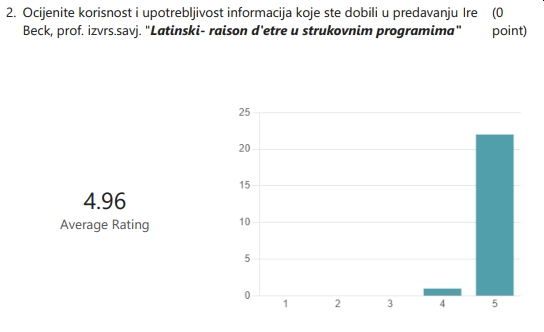 2. Ocijenite korisnost i upotrebljivost informacija koje ste dobili u predavanju Ire (0
Beck, prof. izvrs.savj. "Latinski- raison d'etre u strukovnim programima" point)
25
20
15
10
5
0
4.96
Average Rating
1 2 3 4 5